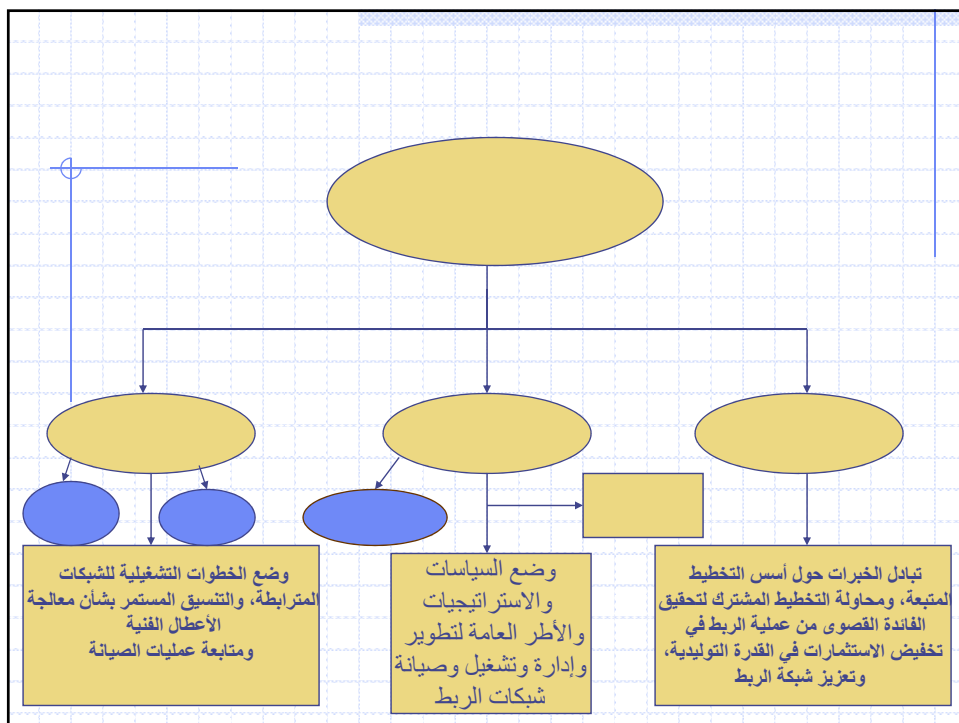 تبادل الخبرات حول أسس التخطيط
المتبعة، ومحاولة التخطيط المشترك لتحقيق
الفائدة القصوى من عملية الربط في
تخفيض الاستثمارات في القدرة التوليدية،
وتعزيز شبكة الربط
وضع السياسات
والاستراتيجيات
والأطر العامة لتطوير
وإدارة وتشغيل وصيانة
شبكات الربط
وضع الخطوات التشغيلية للشبكات
المترابطة، والتنسيق المستمر بشأن معالجة
الأعطال الفنية
ومتابعة عمليات الصيانة